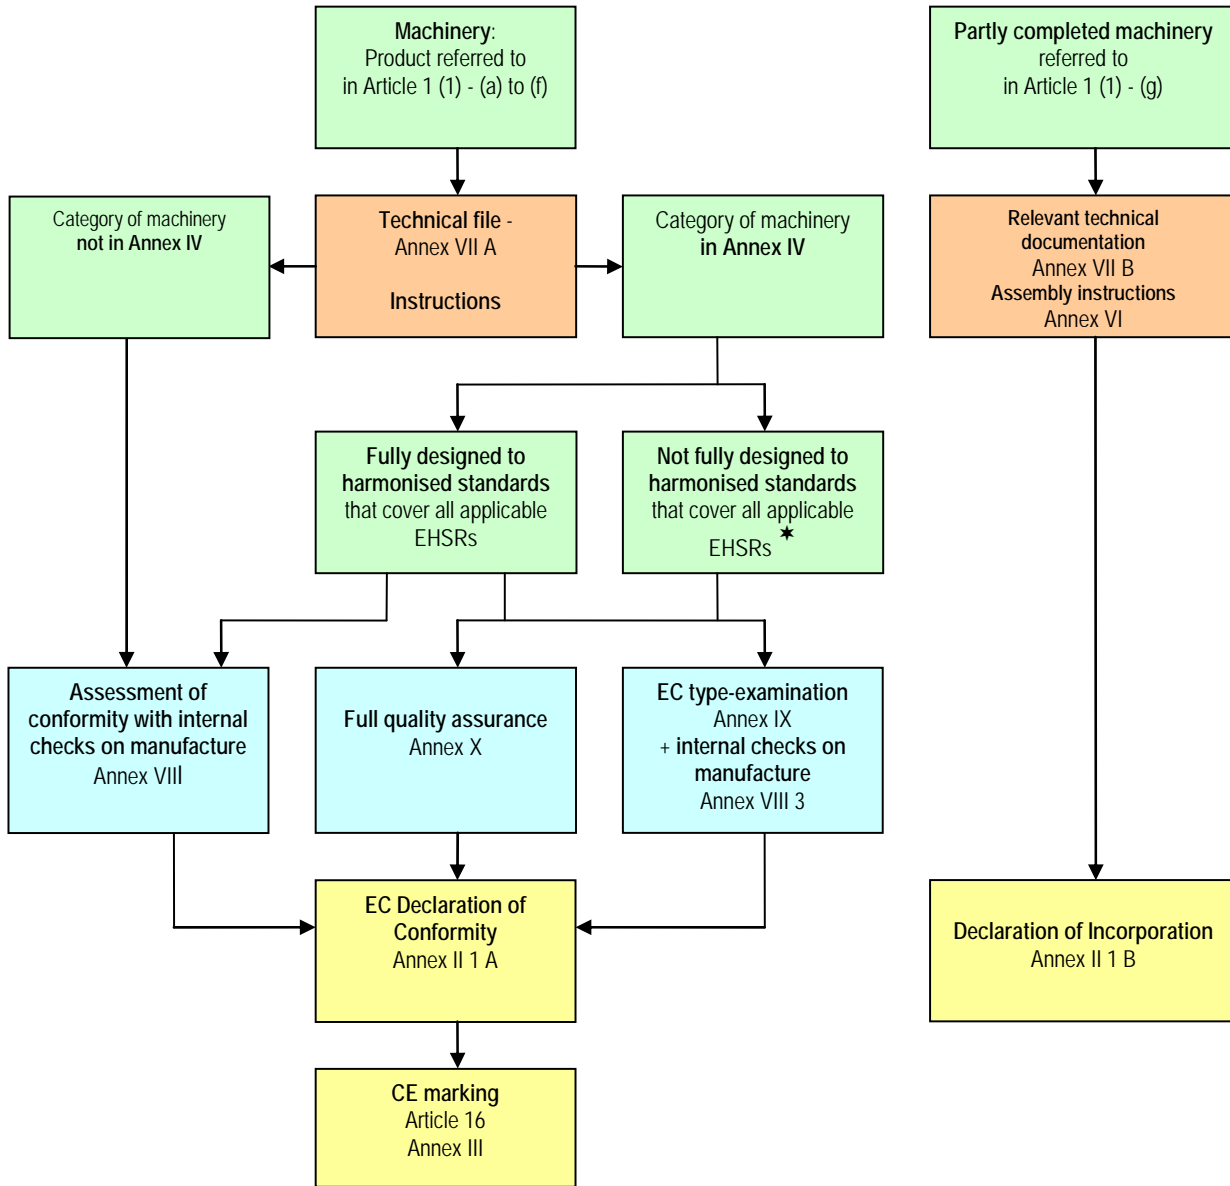 Machinery:
Product referred to
in Article 1 (1) - (a) to (f)
Partly completed machinery
referred to
in Article 1 (1) - (g)
Category of machinery
not in Annex IV
Technical file -
Annex VII A
Instructions
Category of machinery
in Annex IV
Relevant technical
documentation
Annex VII B
Assembly instructions
Annex VI
Fully designed to
harmonised standards
that cover all applicable
EHSRs
Not fully designed to
harmonised standards
that cover all applicable
EHSRs ✶
Assessment of
conformity with internal
checks on manufacture
Annex VIII
Full quality assurance
Annex X
EC type-examination
Annex IX
+ internal checks on
manufacture
Annex VIII 3
EC Declaration of
Conformity
Annex II 1 A
Declaration of Incorporation
Annex II 1 B
CE marking
Article 16
Annex III